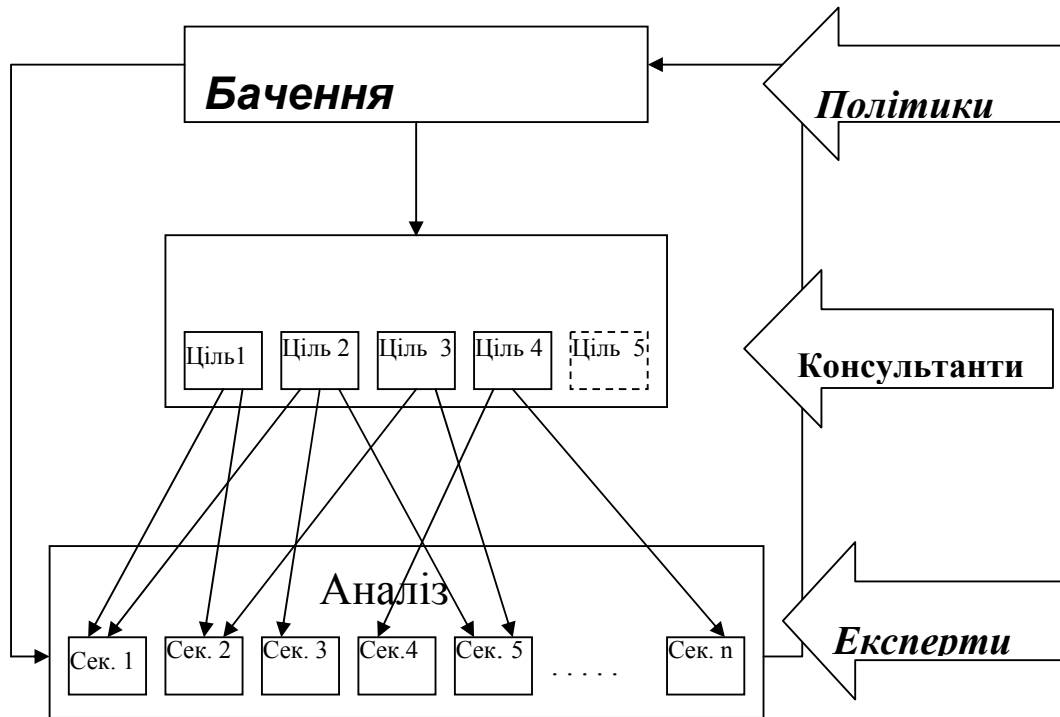 Бачення
Політики
Ціль1
Ціль 2
Ціль 3
Ціль 4
Ціль 5
Консультанти
Аналіз
Сек. 1
Сек. 2
Сек. 3
Сек.4
Сек. 5
. . . . .
Сек. n
Експерти